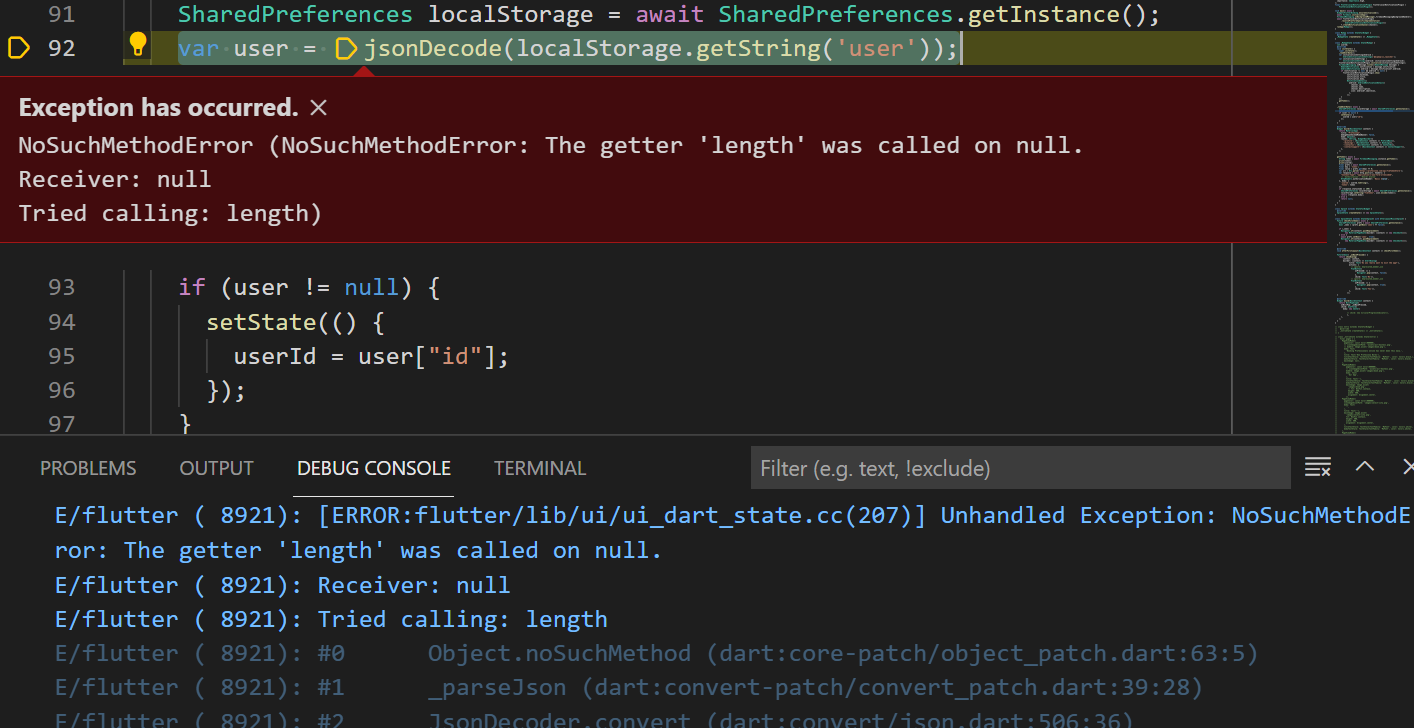 91 SharedPreferences localStorage = await SharedPreferences.getInstance();
92 var user = jsonDecode(localStorage.getString('user'));
Exception has occurred. ×
NoSuchMethodError (NoSuchMethodError: The getter 'length' was called on null.
Receiver: null
Tried calling: length)
93 if (user != null) {
94 setState(() {
95 userId = user["id"];
96 });
97 }
PROBLEMS OUTPUT DEBUG CONSOLE TERMINAL Filter (e.g. text, !exclude)
E/flutter ( 8921): [ERROR:flutter/lib/ui/ui_dart_state.cc(207)] Unhandled Exception: NoSuchMethodE
ror: The getter 'length' was called on null.
E/flutter ( 8921): Receiver: null
E/flutter ( 8921): Tried calling: length
E/flutter ( 8921): #0 Object.noSuchMethod (dart:core-patch/object_patch.dart:63:5)
E/flutter ( 8921): #1 _parseJson (dart:convert-patch/convert_patch.dart:39:28)
E/flutter ( 8921): #2 JsonDecoder.convert (dart:convert/json.dart:506:36)